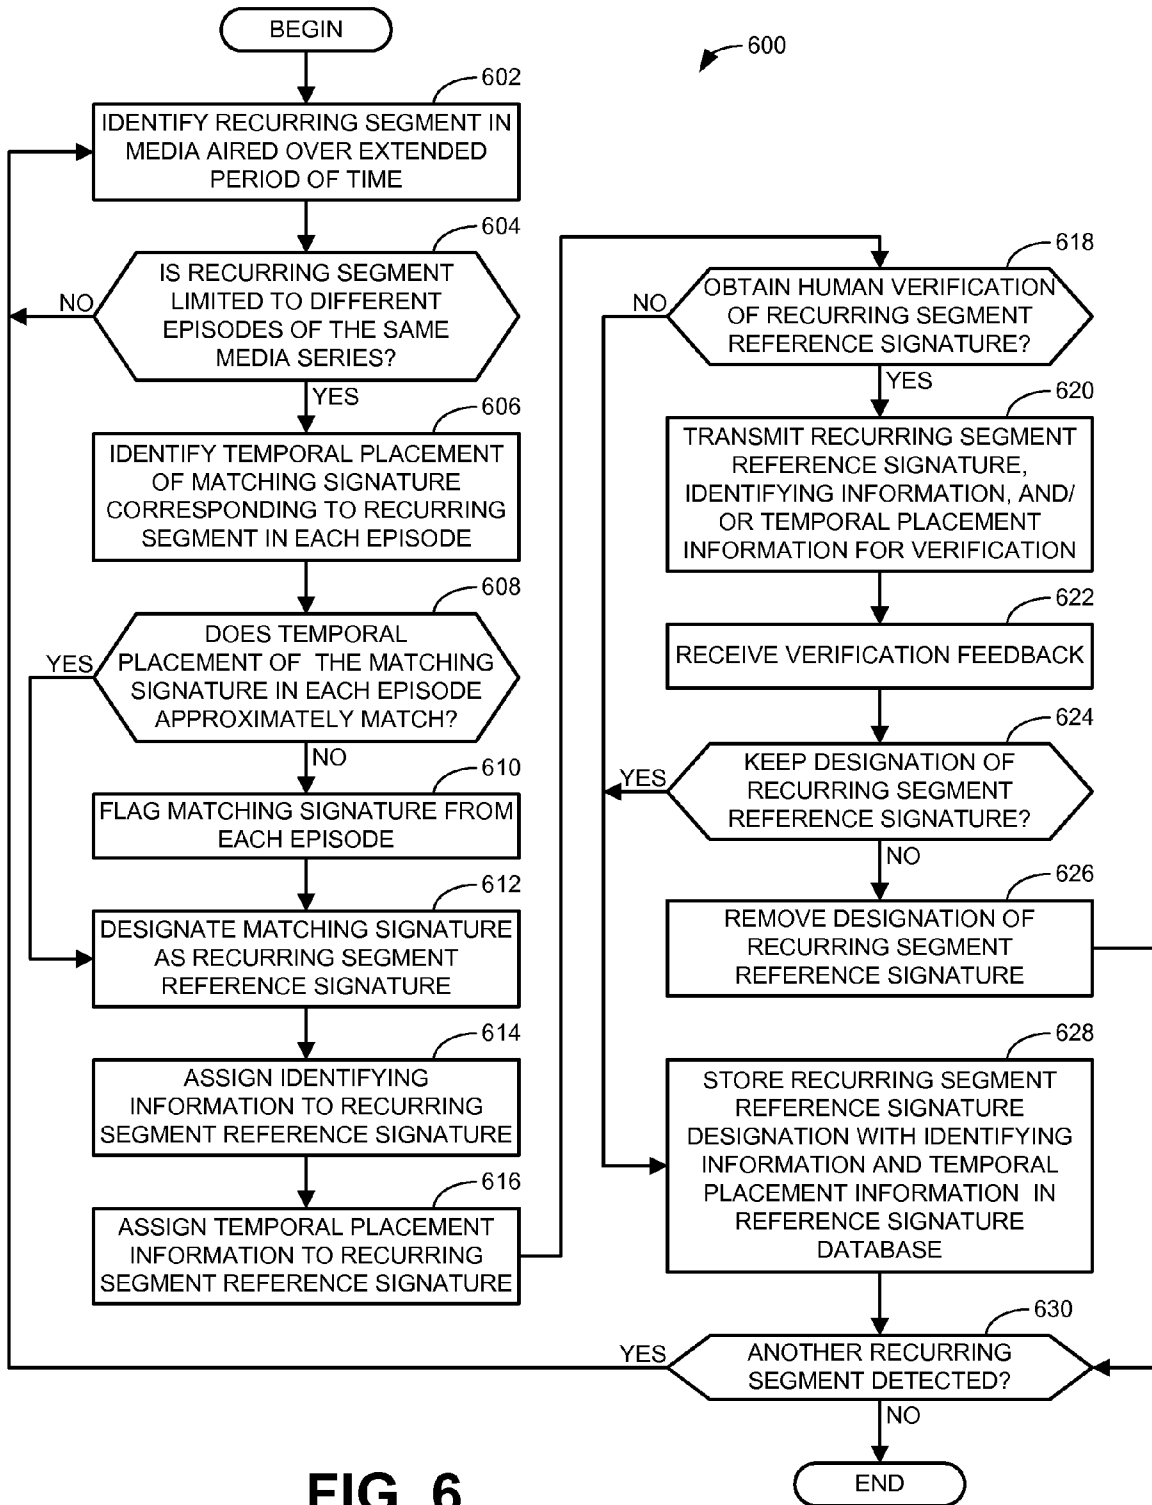 BEGIN
600
602
IDENTIFY RECURRING SEGMENT IN
MEDIA AIRED OVER EXTENDED
PERIOD OF TIME
604
IS RECURRING SEGMENT
LIMITED TO DIFFERENT
EPISODES OF THE SAME
MEDIA SERIES?
NO
YES
606
IDENTIFY TEMPORAL PLACEMENT
OF MATCHING SIGNATURE
CORRESPONDING TO RECURRING
SEGMENT IN EACH EPISODE
608
DOES TEMPORAL
PLACEMENT OF THE MATCHING
SIGNATURE IN EACH EPISODE
APPROXIMATELY MATCH?
YES
NO
610
FLAG MATCHING SIGNATURE FROM
EACH EPISODE
612
DESIGNATE MATCHING SIGNATURE
AS RECURRING SEGMENT
REFERENCE SIGNATURE
614
ASSIGN IDENTIFYING
INFORMATION TO RECURRING
SEGMENT REFERENCE SIGNATURE
616
ASSIGN TEMPORAL PLACEMENT
INFORMATION TO RECURRING
SEGMENT REFERENCE SIGNATURE
618
OBTAIN HUMAN VERIFICATION
OF RECURRING SEGMENT
REFERENCE SIGNATURE?
NO
YES
620
TRANSMIT RECURRING SEGMENT
REFERENCE SIGNATURE,
IDENTIFYING INFORMATION, AND/
OR TEMPORAL PLACEMENT
INFORMATION FOR VERIFICATION
622
RECEIVE VERIFICATION FEEDBACK
624
KEEP DESIGNATION OF
RECURRING SEGMENT
REFERENCE SIGNATURE?
YES
NO
626
REMOVE DESIGNATION OF
RECURRING SEGMENT
REFERENCE SIGNATURE
628
STORE RECURRING SEGMENT
REFERENCE SIGNATURE
DESIGNATION WITH IDENTIFYING
INFORMATION AND TEMPORAL
PLACEMENT INFORMATION IN
REFERENCE SIGNATURE
DATABASE
630
ANOTHER RECURRING
SEGMENT DETECTED?
YES
NO
END
FIG. 6